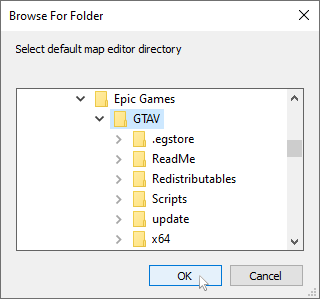 Browse For Folder
Select default map editor directory
Epic Games
GTAV
.egstore
ReadMe
Redistributables
Scripts
update
x64
OK
Cancel